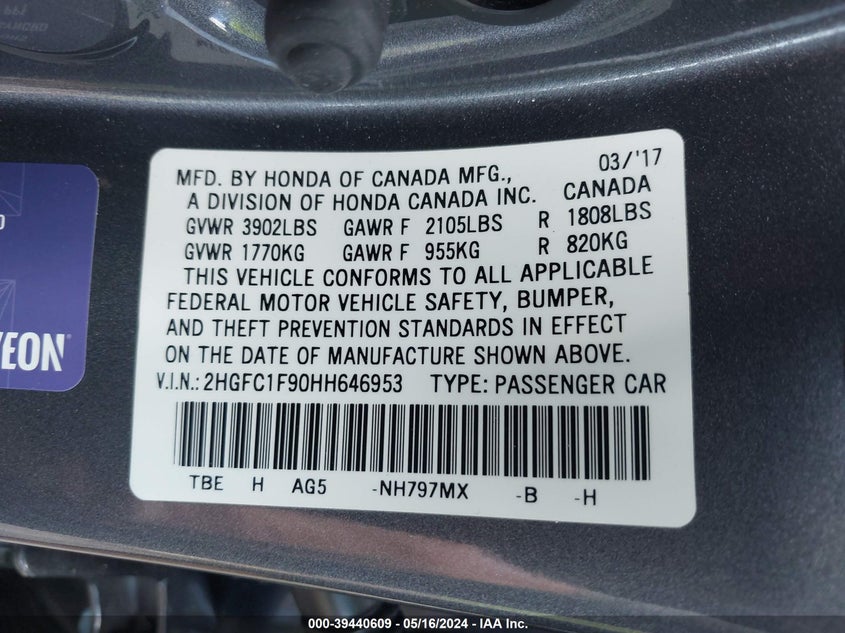 MFD. BY HONDA OF CANADA MFG., 03/'17
A DIVISION OF HONDA CANADA INC. CANADA
GVWR 3902LBS GAWR F 2105LBS R 1808LBS
GVWR 1770KG GAWR F 955KG R 820KG
THIS VEHICLE CONFORMS TO ALL APPLICABLE
FEDERAL MOTOR VEHICLE SAFETY, BUMPER,
AND THEFT PREVENTION STANDARDS IN EFFECT
ON THE DATE OF MANUFACTURE SHOWN ABOVE.
V.I.N.: 2HGFC1F90HH646953 TYPE: PASSENGER CAR
TBE H AG5 -NH797MX -B -H
000-39440609 - 05/16/2024 - IAA Inc.